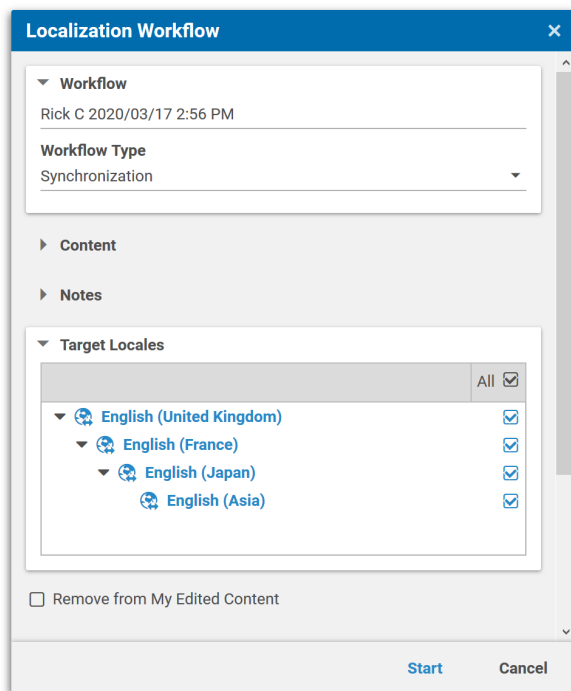 Localization Workflow
Workflow
Rick C 2020/03/17 2:56 PM
Workflow Type
Synchronization
Content
Notes
Target Locales
All
English (United Kingdom)
English (France)
English (Japan)
English (Asia)
Remove from My Edited Content
Start Cancel